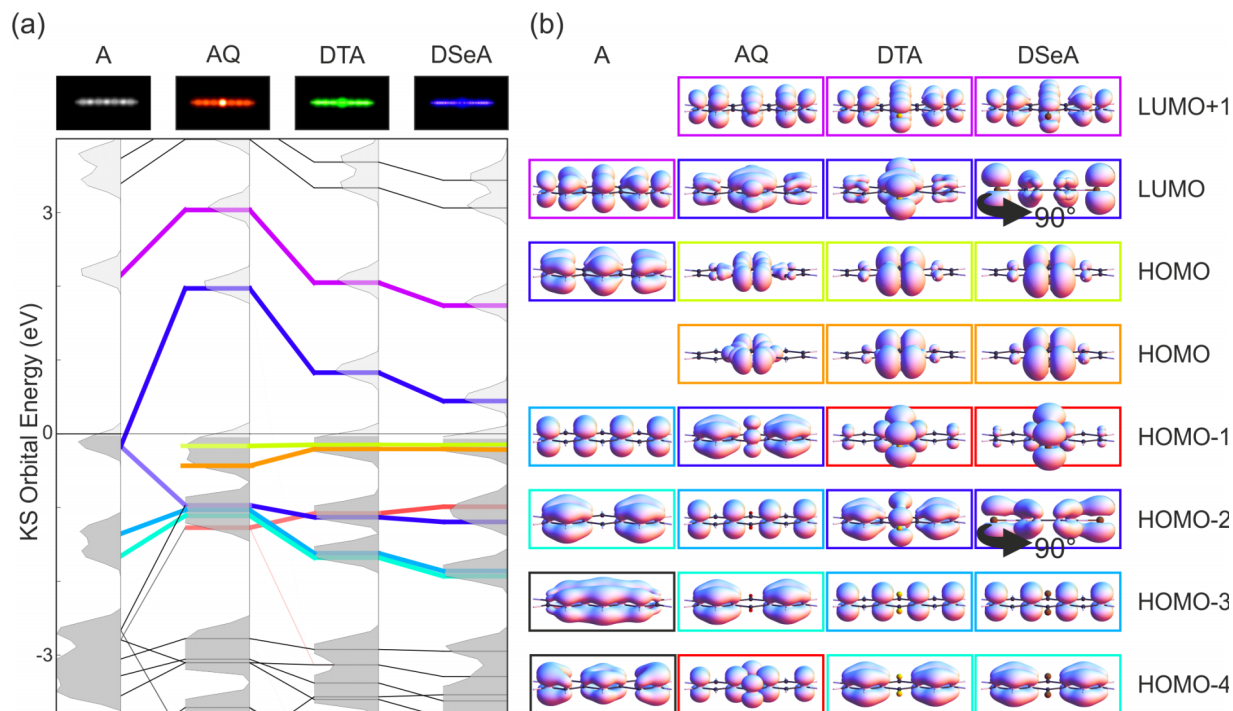 (a)
A AQ DTA DSeA
KS Orbital Energy (eV)
3
0
-3
(b)
A AQ DTA DSeA
LUMO+1
LUMO
90°
HOMO
HOMO
HOMO-1
HOMO-2
90°
HOMO-3
HOMO-4